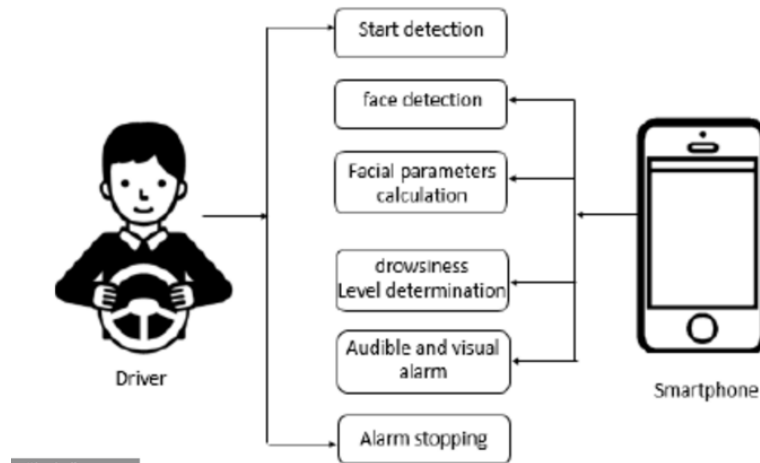 Start detection
face detection
Facial parameters
calculation
drowsiness
Level determination
Audible and visual
alarm
Alarm stopping
Driver
Smartphone